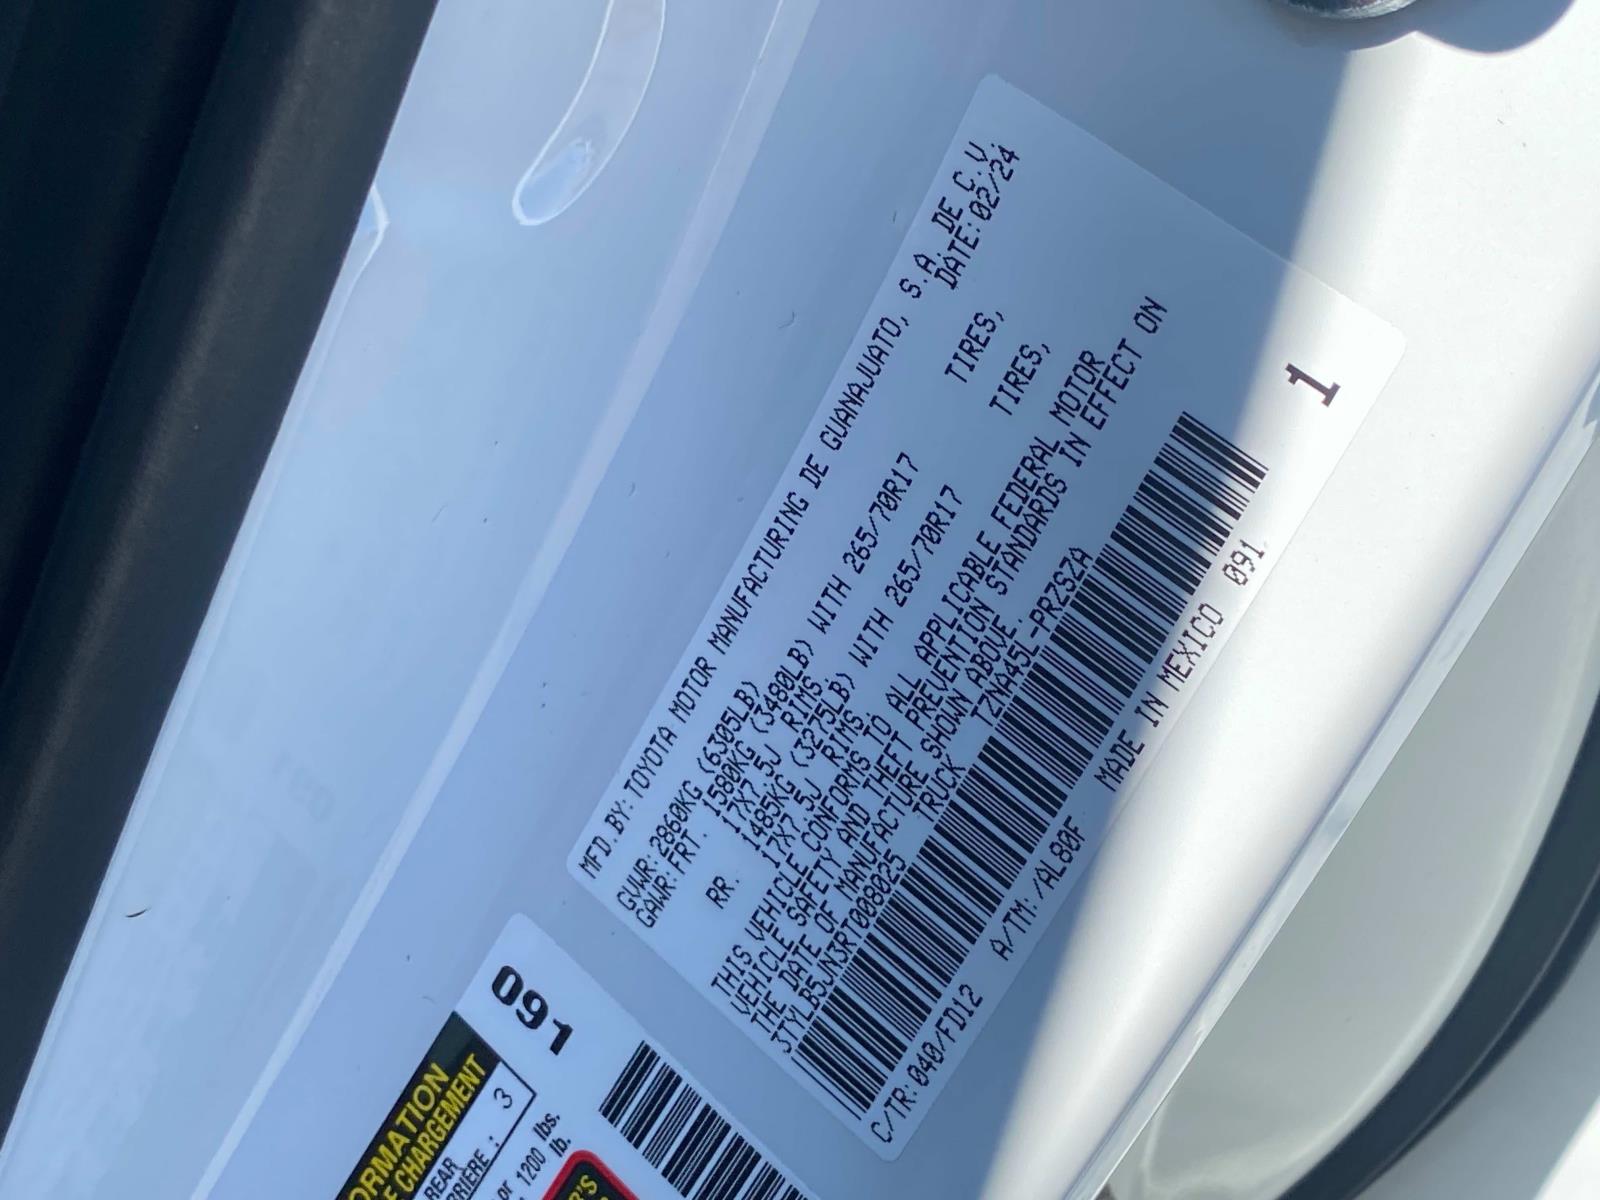 MFD. BY: TOYOTA MOTOR MANUFACTURING DE GUANAJUATO, S.A. DE C.V.
DATE: 02/24
GVWR: 2860KG (6305LB)
GAWR: FRT. 1580KG (3480LB) WITH 265/70R17 TIRES,
17X7.5J RIMS
RR. 1485KG (3275LB) WITH 265/70R17 TIRES,
17X7.5J RIMS
THIS VEHICLE CONFORMS TO ALL APPLICABLE FEDERAL MOTOR
VEHICLE SAFETY AND THEFT PREVENTION STANDARDS IN EFFECT ON
THE DATE OF MANUFACTURE SHOWN ABOVE.
3TYLB5JN3RT008025 TRUCK TZNA45L-PRZSZA
1
C/TR: 040/FD12 A/TM: /AL80F MADE IN MEXICO 091
091
ORMATION
E CHARGEMENT
REAR
RRIÈRE : 3
or 1200 lbs.
lb.
R'S